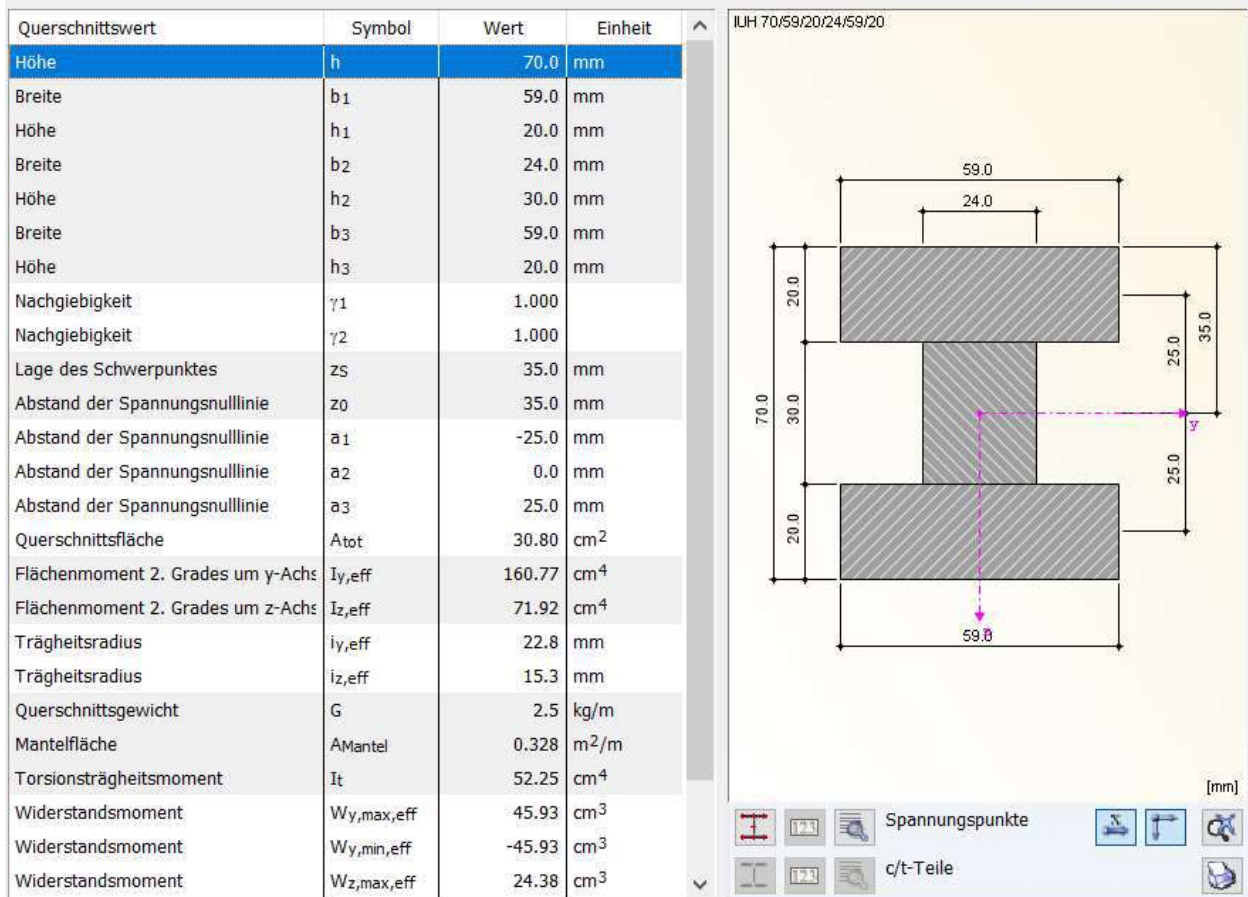 Querschnittswert Symbol Wert Einheit
Höhe h 70.0 mm
Breite b1 59.0 mm
Höhe h1 20.0 mm
Breite b2 24.0 mm
Höhe h2 30.0 mm
Breite b3 59.0 mm
Höhe h3 20.0 mm
Nachgiebigkeit γ1 1.000
Nachgiebigkeit γ2 1.000
Lage des Schwerpunktes zS 35.0 mm
Abstand der Spannungsnulllinie z0 35.0 mm
Abstand der Spannungsnulllinie a1 -25.0 mm
Abstand der Spannungsnulllinie a2 0.0 mm
Abstand der Spannungsnulllinie a3 25.0 mm
Querschnittsfläche Atot 30.80 cm2
Flächenmoment 2. Grades um y-Achs Iy,eff 160.77 cm4
Flächenmoment 2. Grades um z-Achs Iz,eff 71.92 cm4
Trägheitsradius iy,eff 22.8 mm
Trägheitsradius iz,eff 15.3 mm
Querschnittsgewicht G 2.5 kg/m
Mantelfläche AMantel 0.328 m2/m
Torsionsträgheitsmoment It 52.25 cm4
Widerstandsmoment Wy,max,eff 45.93 cm3
Widerstandsmoment Wy,min,eff -45.93 cm3
Widerstandsmoment Wz,max,eff 24.38 cm3
IUH 70/59/20/24/59/20
59.0
24.0
20.0
35.0
25.0
70.0
30.0
y
25.0
20.0
z
59.0
[mm]
123 Spannungspunkte x
123 c/t-Teile